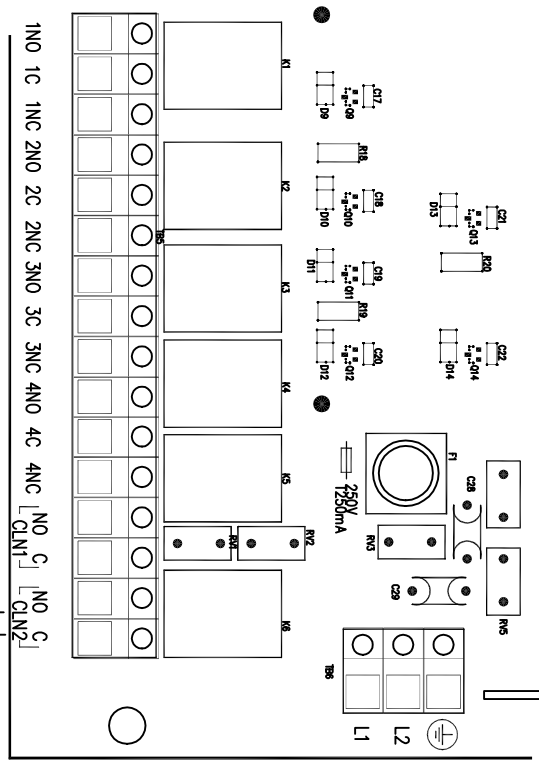 1NO
1C
1NC
2NO
2C
2NC
3NO
3C
3NC
4NO
4C
4NC
NO C
CLN1
NO C
CLN2
TB5
K1
K2
K3
K4
K5
RV1
RV2
K6
D9
Q9
C17
R18
D10
Q10
C18
D11
Q11
C19
R19
D12
Q12
C20
D13
Q13
C21
R20
D14
Q14
C22
F1
250V
1250mA
C28
RV3
C29
RV5
TB6
L1
L2